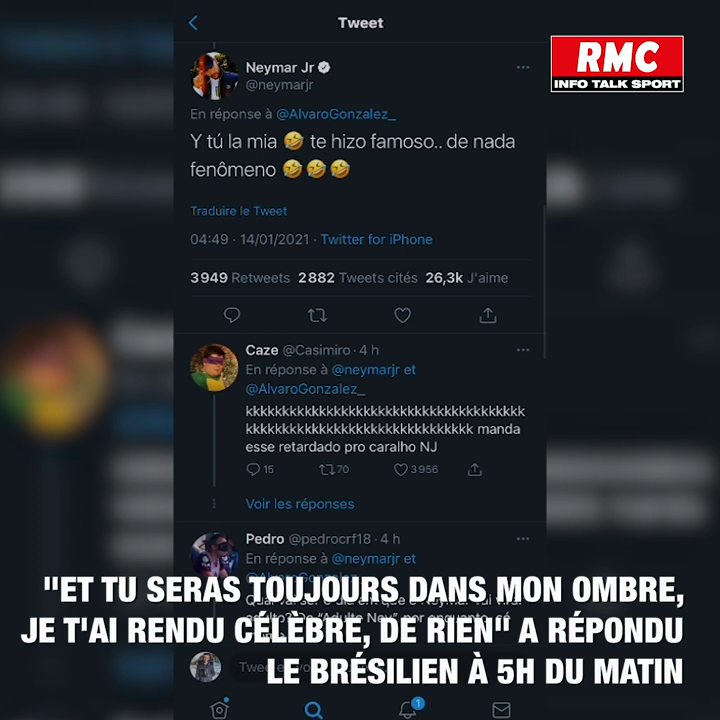 Tweet
RMC
INFO TALK SPORT
Neymar Jr
@neymarjr
En réponse à @AlvaroGonzalez_
Y tú la mia 🤣 te hizo famoso.. de nada
fenômeno 🤣🤣🤣
Traduire le Tweet
04:49 · 14/01/2021 · Twitter for iPhone
3949 Retweets 2882 Tweets cités 26,3k J'aime
Caze @Casimiro · 4 h
En réponse à @neymarjr et
@AlvaroGonzalez_
kkkkkkkkkkkkkkkkkkkkkkkkkkkkkkkkkkkkkk
kkkkkkkkkkkkkkkkkkkkkkkkkkkkkkk manda
esse retardado pro caralho NJ
15 70 3956
Voir les réponses
Pedro @pedrocrf18 · 4 h
En réponse à @neymarjr et
"ET TU SERAS TOUJOURS DANS MON OMBRE,
JE T'AI RENDU CÉLÈBRE, DE RIEN" A RÉPONDU
LE BRÉSILIEN À 5H DU MATIN
1